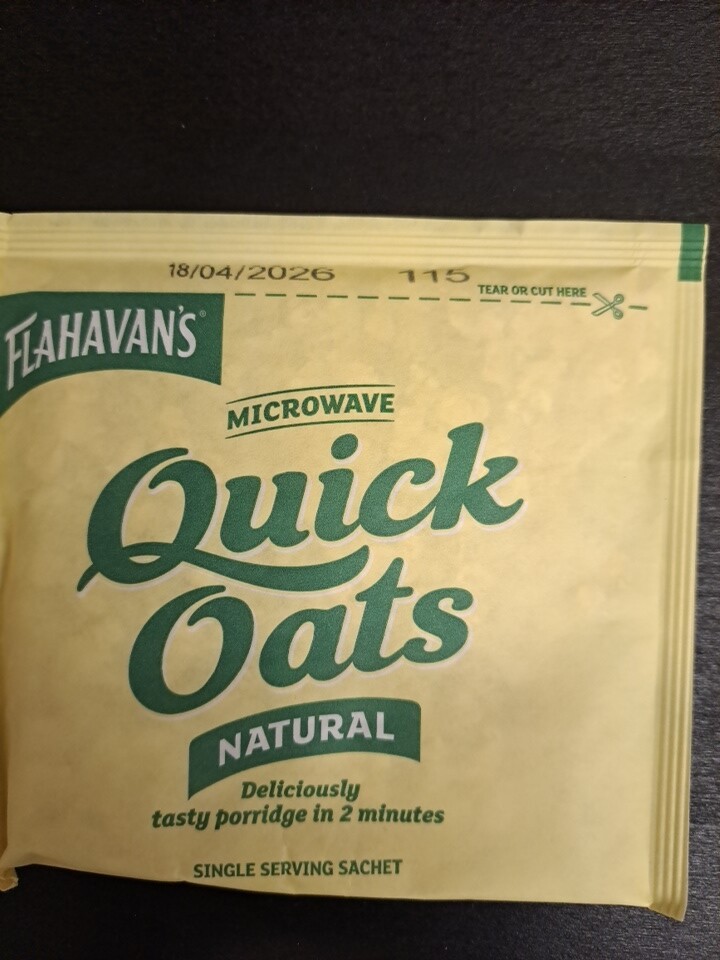 18/04/2026 115
TEAR OR CUT HERE
FLAHAVAN'S®
MICROWAVE
Quick
Oats
NATURAL
Deliciously
tasty porridge in 2 minutes
SINGLE SERVING SACHET